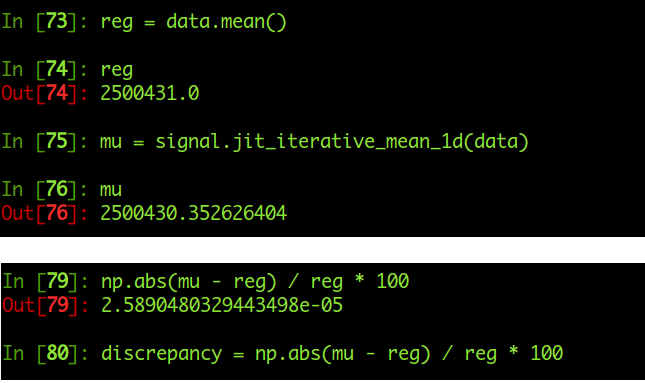 In [73]: reg = data.mean()
In [74]: reg
Out[74]: 2500431.0
In [75]: mu = signal.jit_iterative_mean_1d(data)
In [76]: mu
Out[76]: 2500430.352626404
In [79]: np.abs(mu - reg) / reg * 100
Out[79]: 2.5890480329443498e-05
In [80]: discrepancy = np.abs(mu - reg) / reg * 100